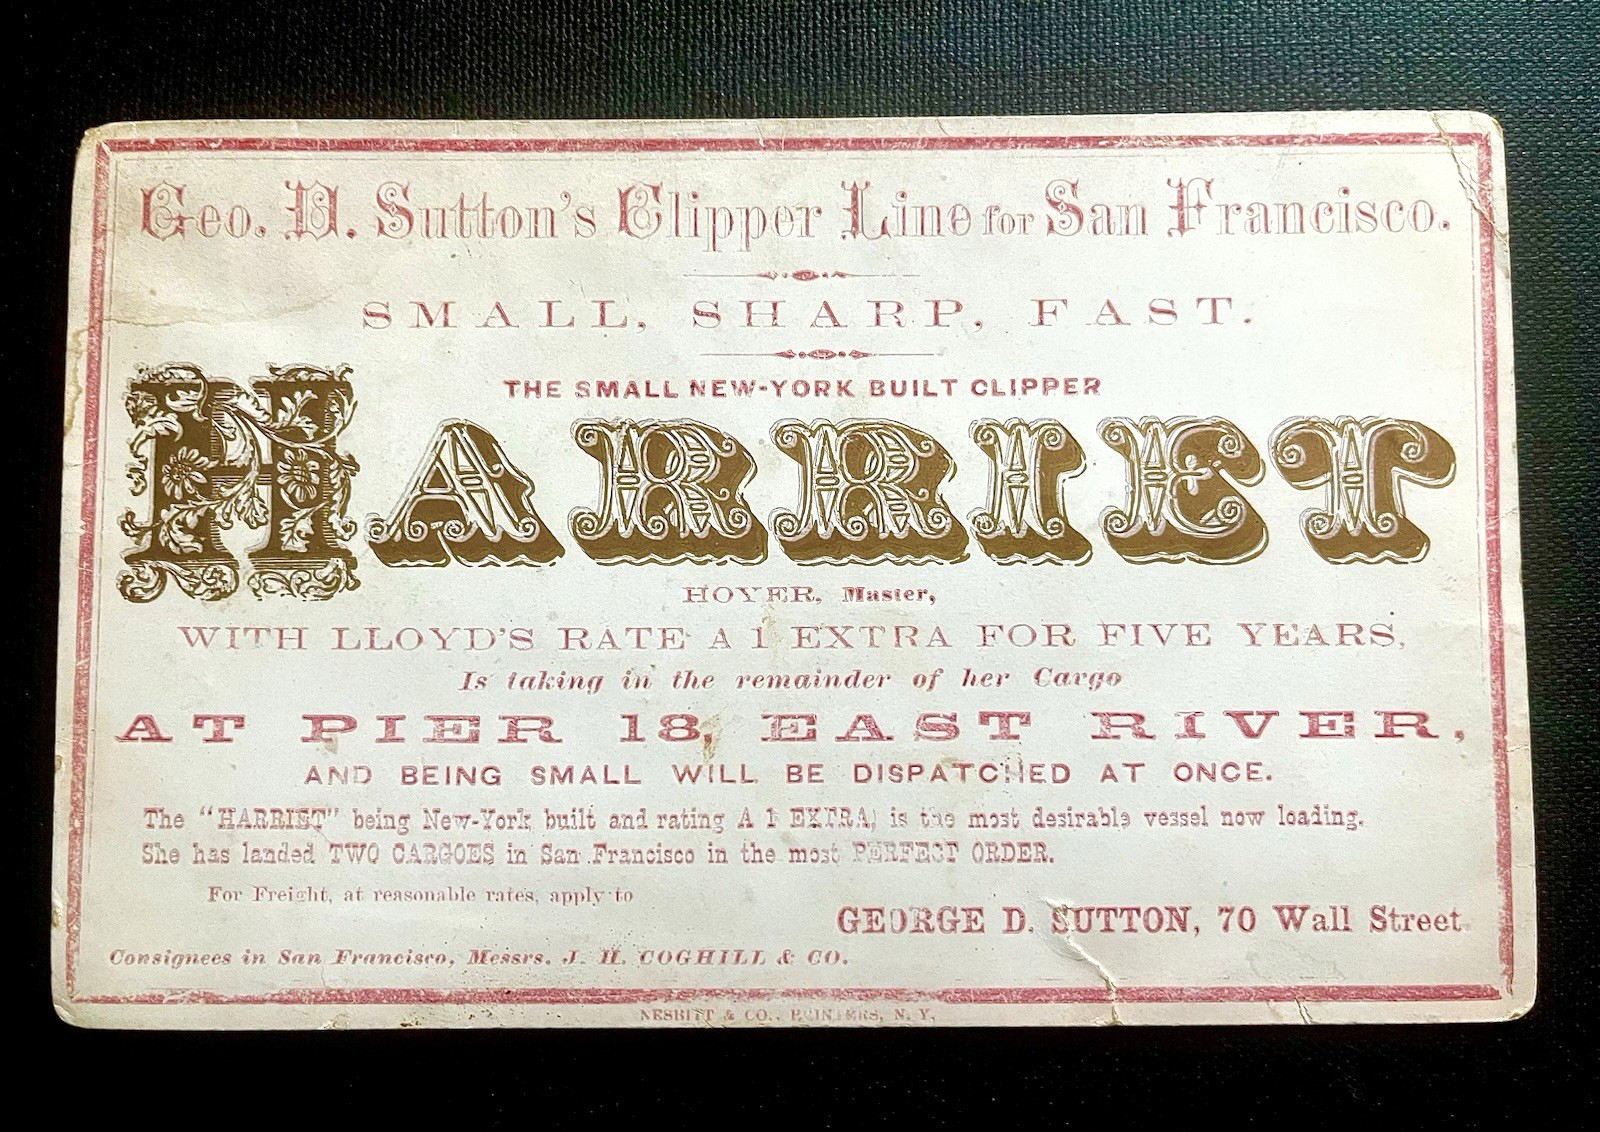 Geo. D. Sutton's Clipper Line for San Francisco.
SMALL, SHARP, FAST.
THE SMALL NEW-YORK BUILT CLIPPER
HARRIET
HOYER, Master,
WITH LLOYD'S RATE A 1 EXTRA FOR FIVE YEARS,
Is taking in the remainder of her Cargo
AT PIER 18, EAST RIVER,
AND BEING SMALL WILL BE DISPATCHED AT ONCE.
The "HARRIET" being New-York built and rating A 1 EXTRA, is the most desirable vessel now loading.
She has landed TWO CARGOES in San Francisco in the most PERFECT ORDER.
For Freight, at reasonable rates, apply to
GEORGE D. SUTTON, 70 Wall Street.
Consignees in San Francisco, Messrs. J. H. COGHILL & CO.
NESBITT & CO., PRINTERS, N. Y.